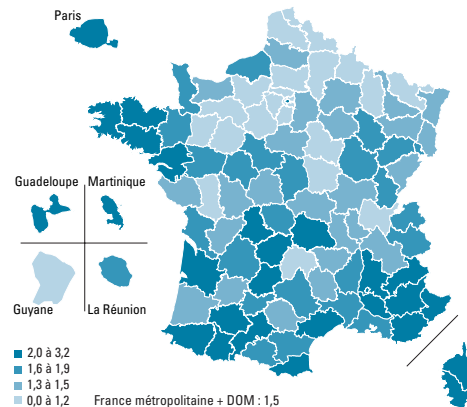 Paris
Guadeloupe
Martinique
Guyane
La Réunion
2,0 à 3,2
1,6 à 1,9
1,3 à 1,5
0,0 à 1,2
France métropolitaine + DOM : 1,5